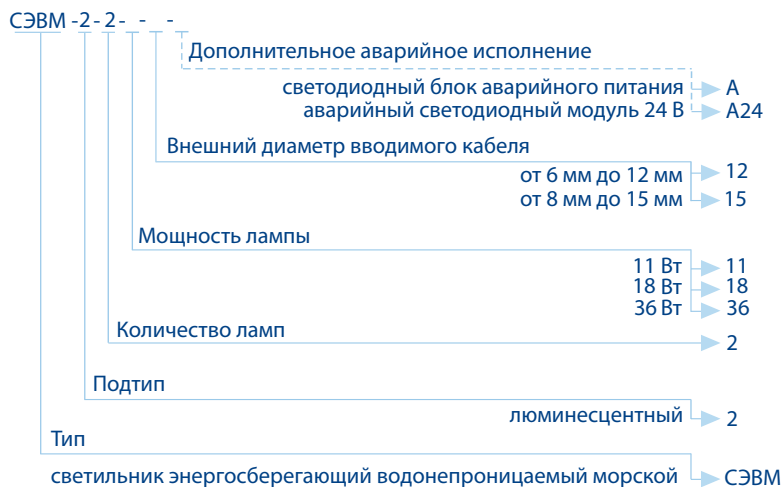 СЭВМ -2-2- - -
Дополнительное аварийное исполнение
светодиодный блок аварийного питания А
аварийный светодиодный модуль 24 В А24
Внешний диаметр вводимого кабеля
от 6 мм до 12 мм 12
от 8 мм до 15 мм 15
Мощность лампы
11 Вт 11
18 Вт 18
36 Вт 36
Количество ламп
2
Подтип
люминесцентный 2
Тип
светильник энергосберегающий водонепроницаемый морской СЭВМ